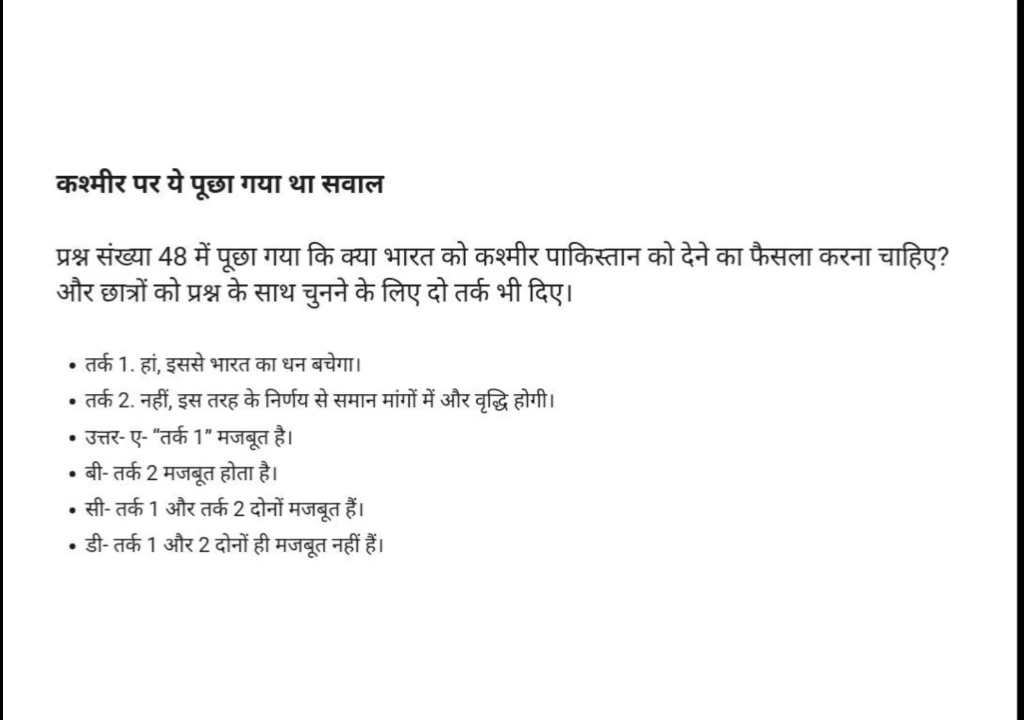 कश्मीर पर ये पूछा गया था सवाल
प्रश्न संख्या 48 में पूछा गया कि क्या भारत को कश्मीर पाकिस्तान को देने का फैसला करना चाहिए?
और छात्रों को प्रश्न के साथ चुनने के लिए दो तर्क भी दिए।
• तर्क 1. हां, इससे भारत का धन बचेगा।
• तर्क 2. नहीं, इस तरह के निर्णय से समान मांगों में और वृद्धि होगी।
• उत्तर- ए- “तर्क 1” मजबूत है।
• बी- तर्क 2 मजबूत होता है।
• सी- तर्क 1 और तर्क 2 दोनों मजबूत हैं।
• डी- तर्क 1 और 2 दोनों ही मजबूत नहीं हैं।